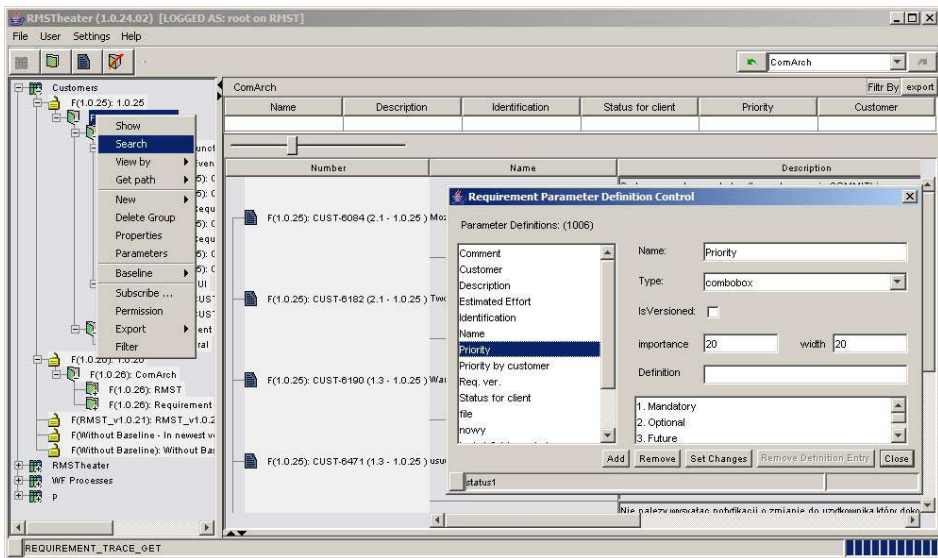 RMSTheater (1.0.24.02) [LOGGED AS: root on RMST]
File User Settings Help
ComArch
Customers
F(1.0.25): 1.0.25
Show
Search
View by
Get path
New
Delete Group
Properties
Parameters
Baseline
Subscribe ...
Permission
Export
Filter
F(1.0.26): ComArch
F(1.0.26): RMST
F(1.0.26): Requirement
F(RMST_v1.0.21): RMST_v1.0.2
F(Without Baseline - In newest v
F(Without Baseline): Without Bas
RMSTheater
WF Processes
p
ComArch
Filtr By export
Name Description Identification Status for client Priority Customer
Number Name Description
F(1.0.25): CUST-6084 (2.1 - 1.0.25 )
F(1.0.25): CUST-6182 (2.1 - 1.0.25 )
F(1.0.25): CUST-6190 (1.3 - 1.0.25 )
F(1.0.25): CUST-6471 (1.3 - 1.0.25 )
Requirement Parameter Definition Control
Parameter Definitions: (1006)
Comment
Customer
Description
Estimated Effort
Identification
Name
Priority
Priority by customer
Req. ver.
Status for client
file
nowy
Name: Priority
Type: combobox
IsVersioned:
importance 20 width 20
Definition
1. Mandatory
2. Optional
3. Future
Add Remove Set Changes Remove Definition Entry Close
status1
REQUIREMENT_TRACE_GET